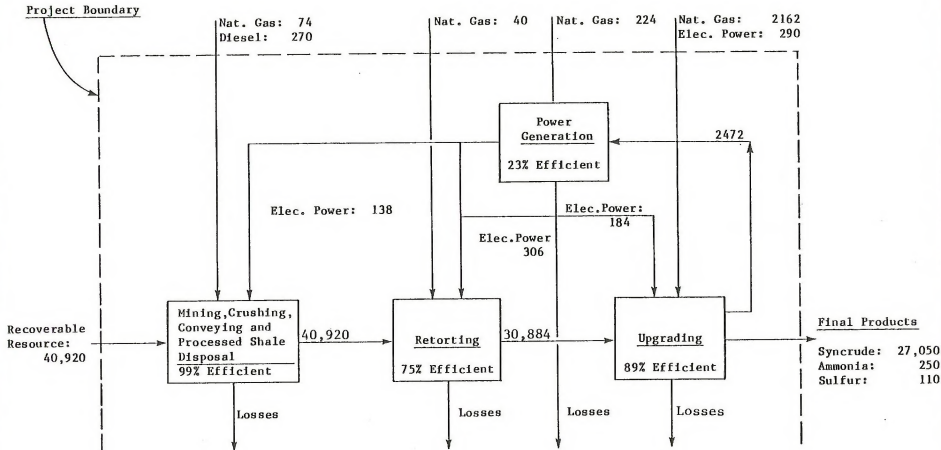 Project Boundary
Nat. Gas: 74
Diesel: 270
Nat. Gas: 40
Nat. Gas: 224
Nat. Gas: 2162
Elec. Power: 290
Power
Generation
23% Efficient
2472
Elec. Power: 138
Elec.Power:
184
Elec.Power
306
Recoverable
Resource:
40,920
Mining,Crushing,
Conveying and
Processed Shale
Disposal
99% Efficient
40,920
Retorting
75% Efficient
30,884
Upgrading
89% Efficient
Final Products
Syncrude: 27,050
Ammonia: 250
Sulfur: 110
Losses
Losses
Losses
Losses